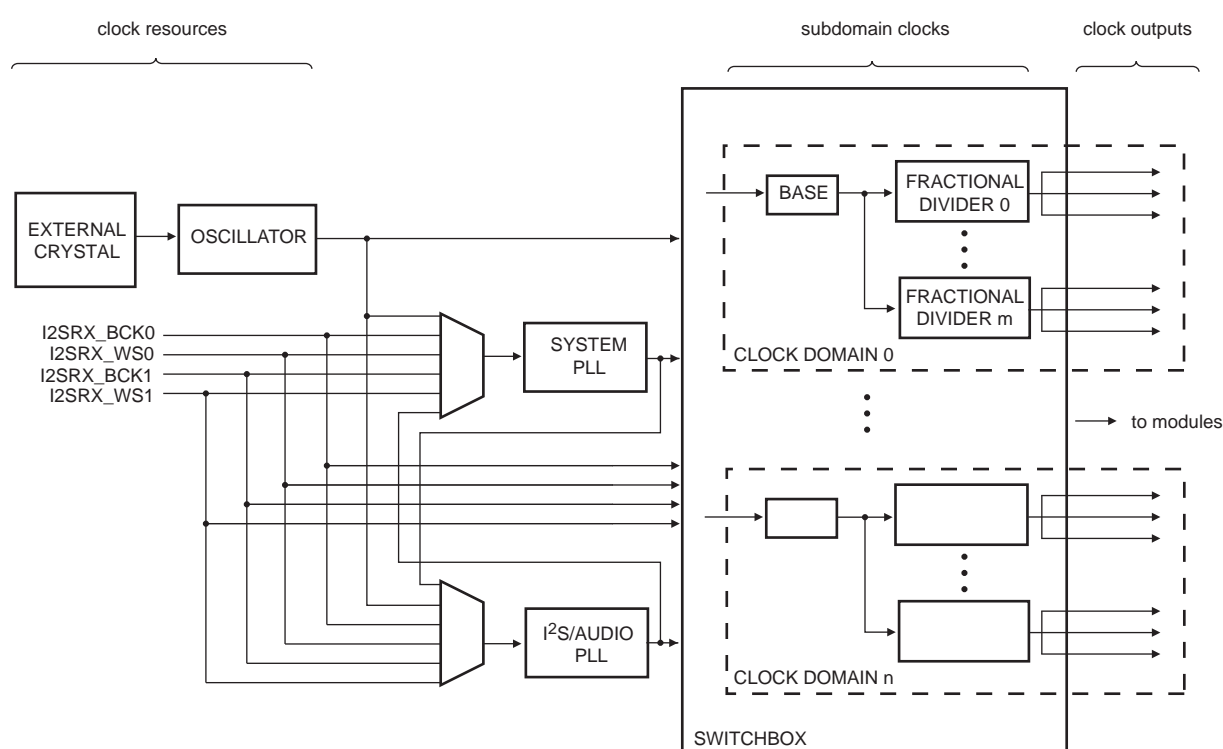 clock resources
subdomain clocks
clock outputs
EXTERNAL
CRYSTAL
OSCILLATOR
BASE
FRACTIONAL
DIVIDER 0
FRACTIONAL
DIVIDER m
CLOCK DOMAIN 0
I2SRX_BCK0
I2SRX_WS0
I2SRX_BCK1
I2SRX_WS1
SYSTEM
PLL
to modules
I²S/AUDIO
PLL
CLOCK DOMAIN n
SWITCHBOX